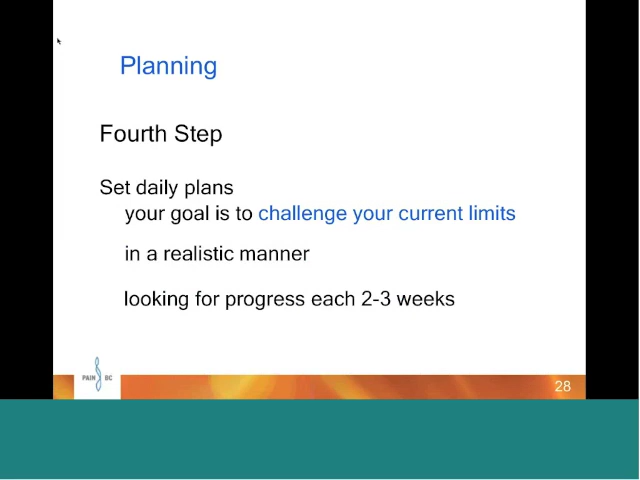 Planning
Fourth Step
Set daily plans
your goal is to challenge your current limits
in a realistic manner
looking for progress each 2-3 weeks
PAIN BC
28